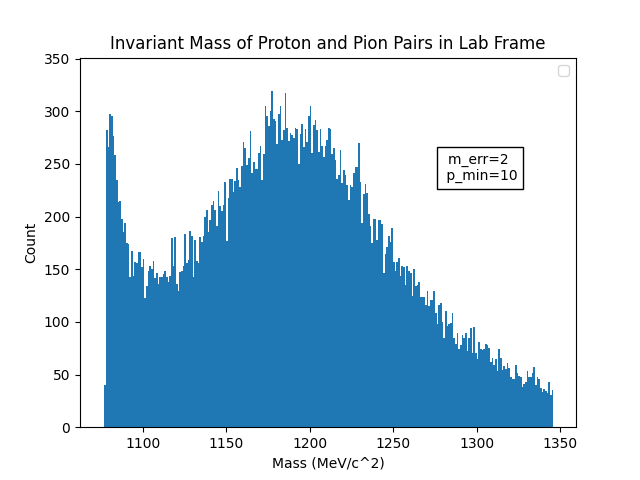 Invariant Mass of Proton and Pion Pairs in Lab Frame
350
300
250
200
150
100
50
0
Count
m_err=2
p_min=10
1100
1150
1200
1250
1300
1350
Mass (MeV/c^2)